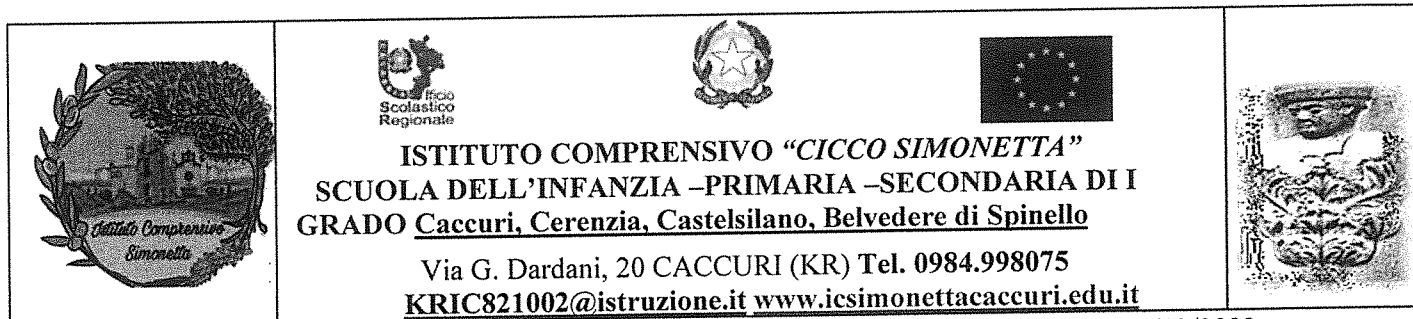 Ufficio
Scolastico
Regionale
Istituto Comprensivo
Simonetta
ISTITUTO COMPRENSIVO “CICCO SIMONETTA”
SCUOLA DELL’INFANZIA –PRIMARIA –SECONDARIA DI I
GRADO Caccuri, Cerenzia, Castelsilano, Belvedere di Spinello
Via G. Dardani, 20 CACCURI (KR) Tel. 0984.998075
KRIC821002@istruzione.it www.icsimonettacaccuri.edu.it